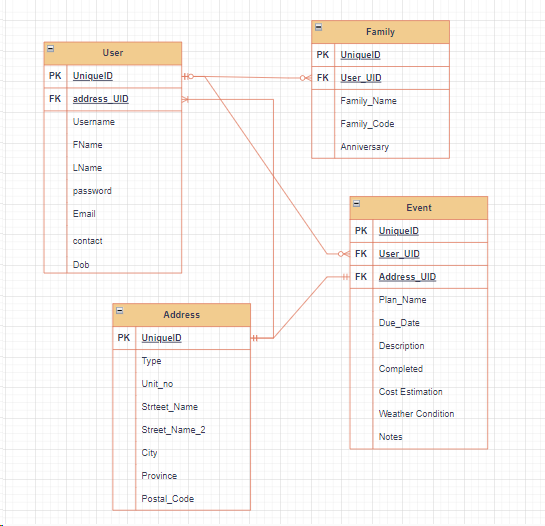 User
PK UniqueID
FK address_UID
Username
FName
LName
password
Email
contact
Dob
Family
PK UniqueID
FK User_UID
Family_Name
Family_Code
Anniversary
Event
PK UniqueID
FK User_UID
FK Address_UID
Plan_Name
Due_Date
Description
Completed
Cost Estimation
Weather Condition
Notes
Address
PK UniqueID
Type
Unit_no
Strteet_Name
Street_Name_2
City
Province
Postal_Code